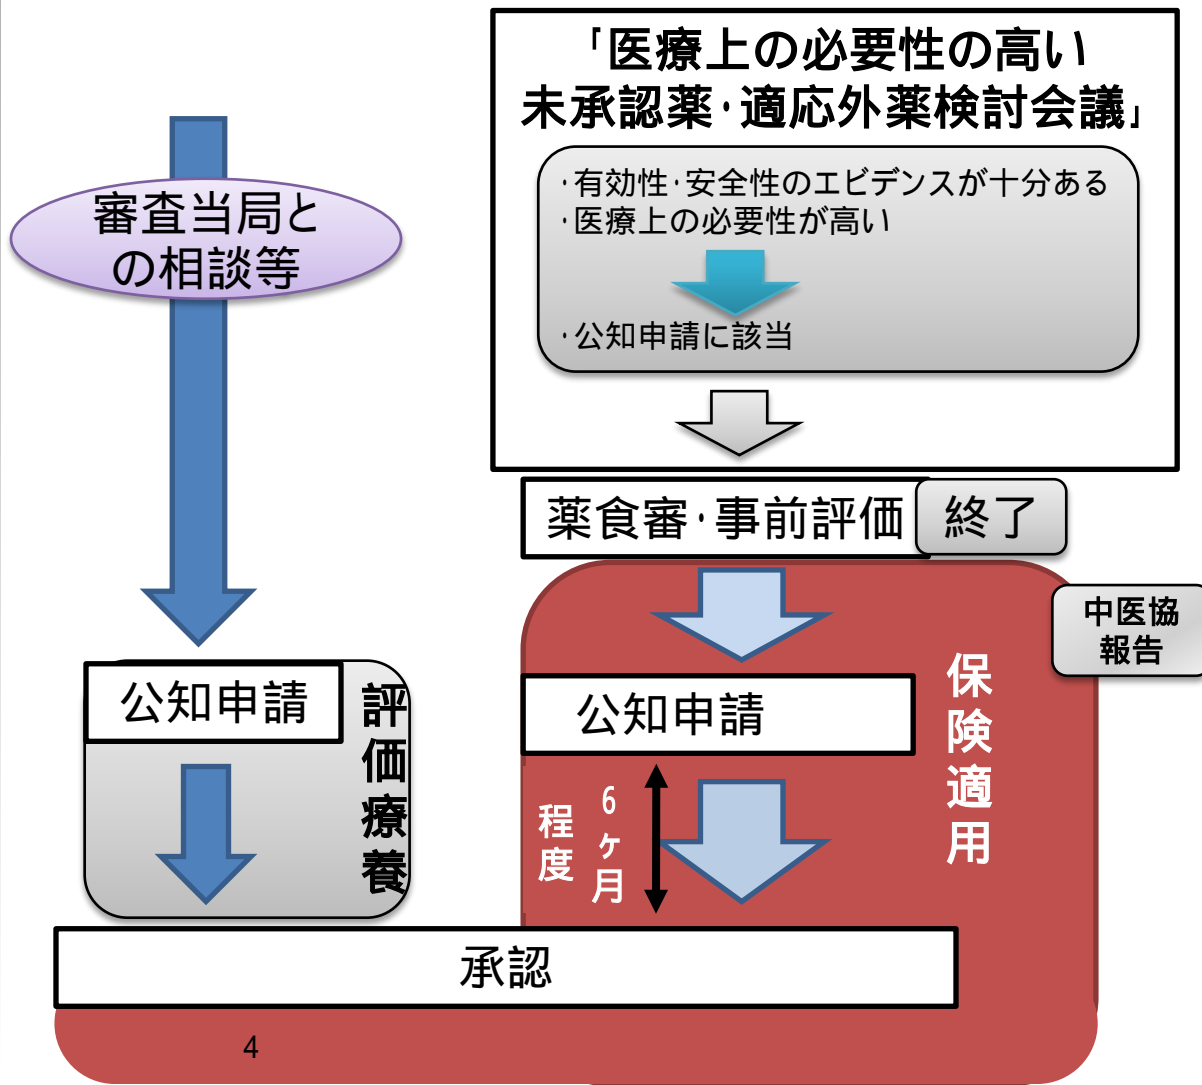 「医療上の必要性の高い
未承認薬・適応外薬検討会議」
・有効性・安全性のエビデンスが十分ある
・医療上の必要性が高い
・公知申請に該当
審査当局と
の相談等
薬食審・事前評価
終了
中医協
報告
公知申請
評価療養
公知申請
保険適用
6ヶ月
程度
承認
4